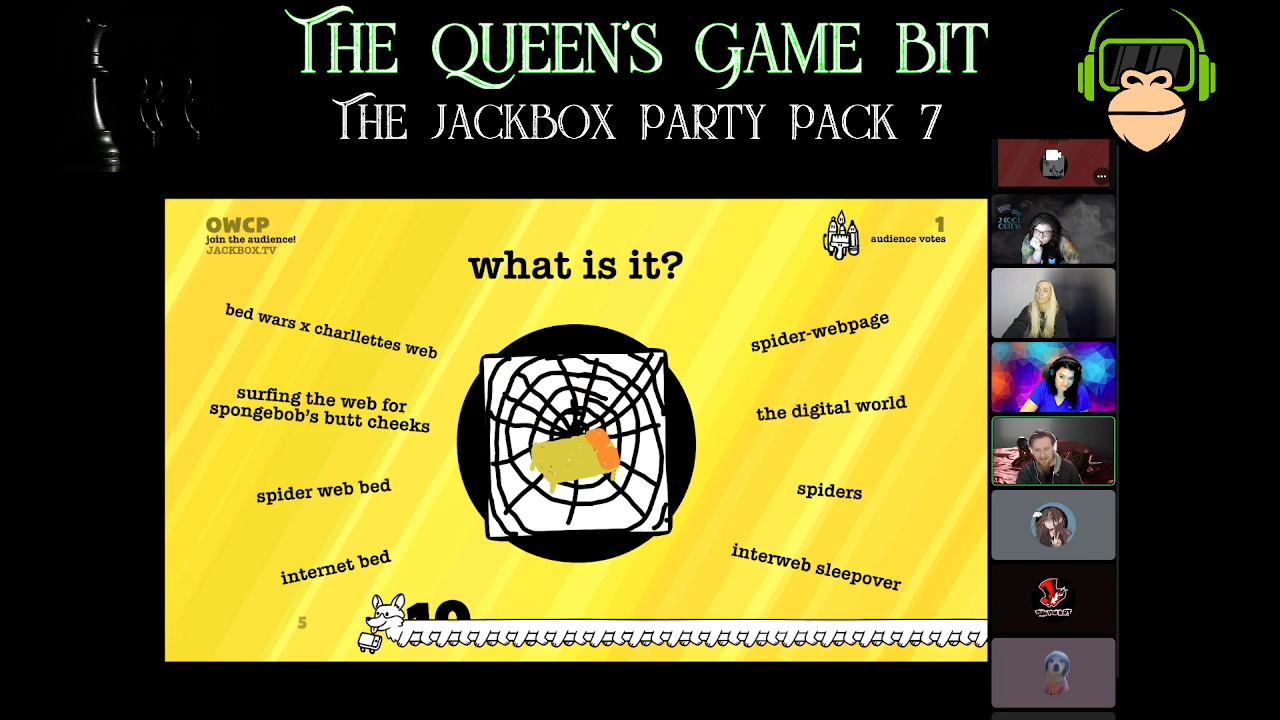 THE QUEEN'S GAME BIT
THE JACKBOX PARTY PACK 7
OWCP
join the audience!
JACKBOX.TV
1
audience votes
what is it?
bed wars x charllettes web
surfing the web for
spongebob's butt cheeks
spider web bed
internet bed
spider-webpage
the digital world
spiders
interweb sleepover
5
10